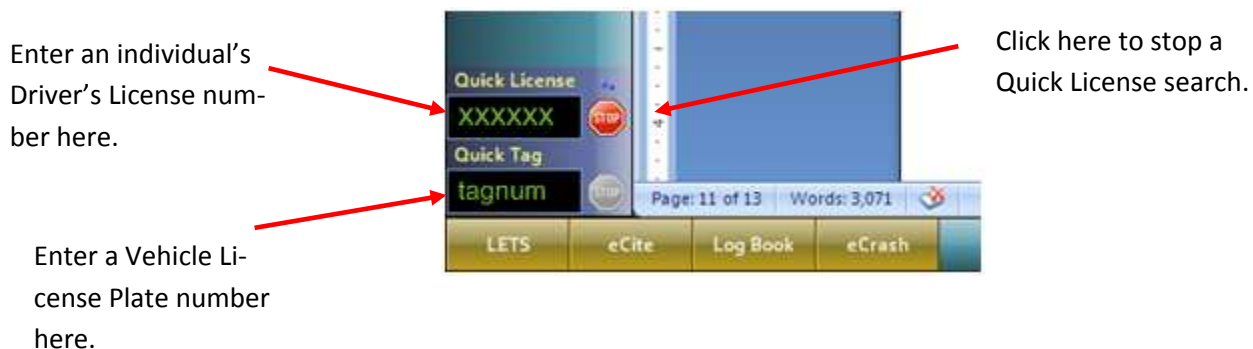 Enter an individual’s
Driver’s License num-
ber here.
Click here to stop a
Quick License search.
Quick License
XXXXXX
STOP
Quick Tag
tagnum
STOP
4
Page: 11 of 13 Words: 3,071
LETS eCite Log Book eCrash
Enter a Vehicle Li-
cense Plate number
here.